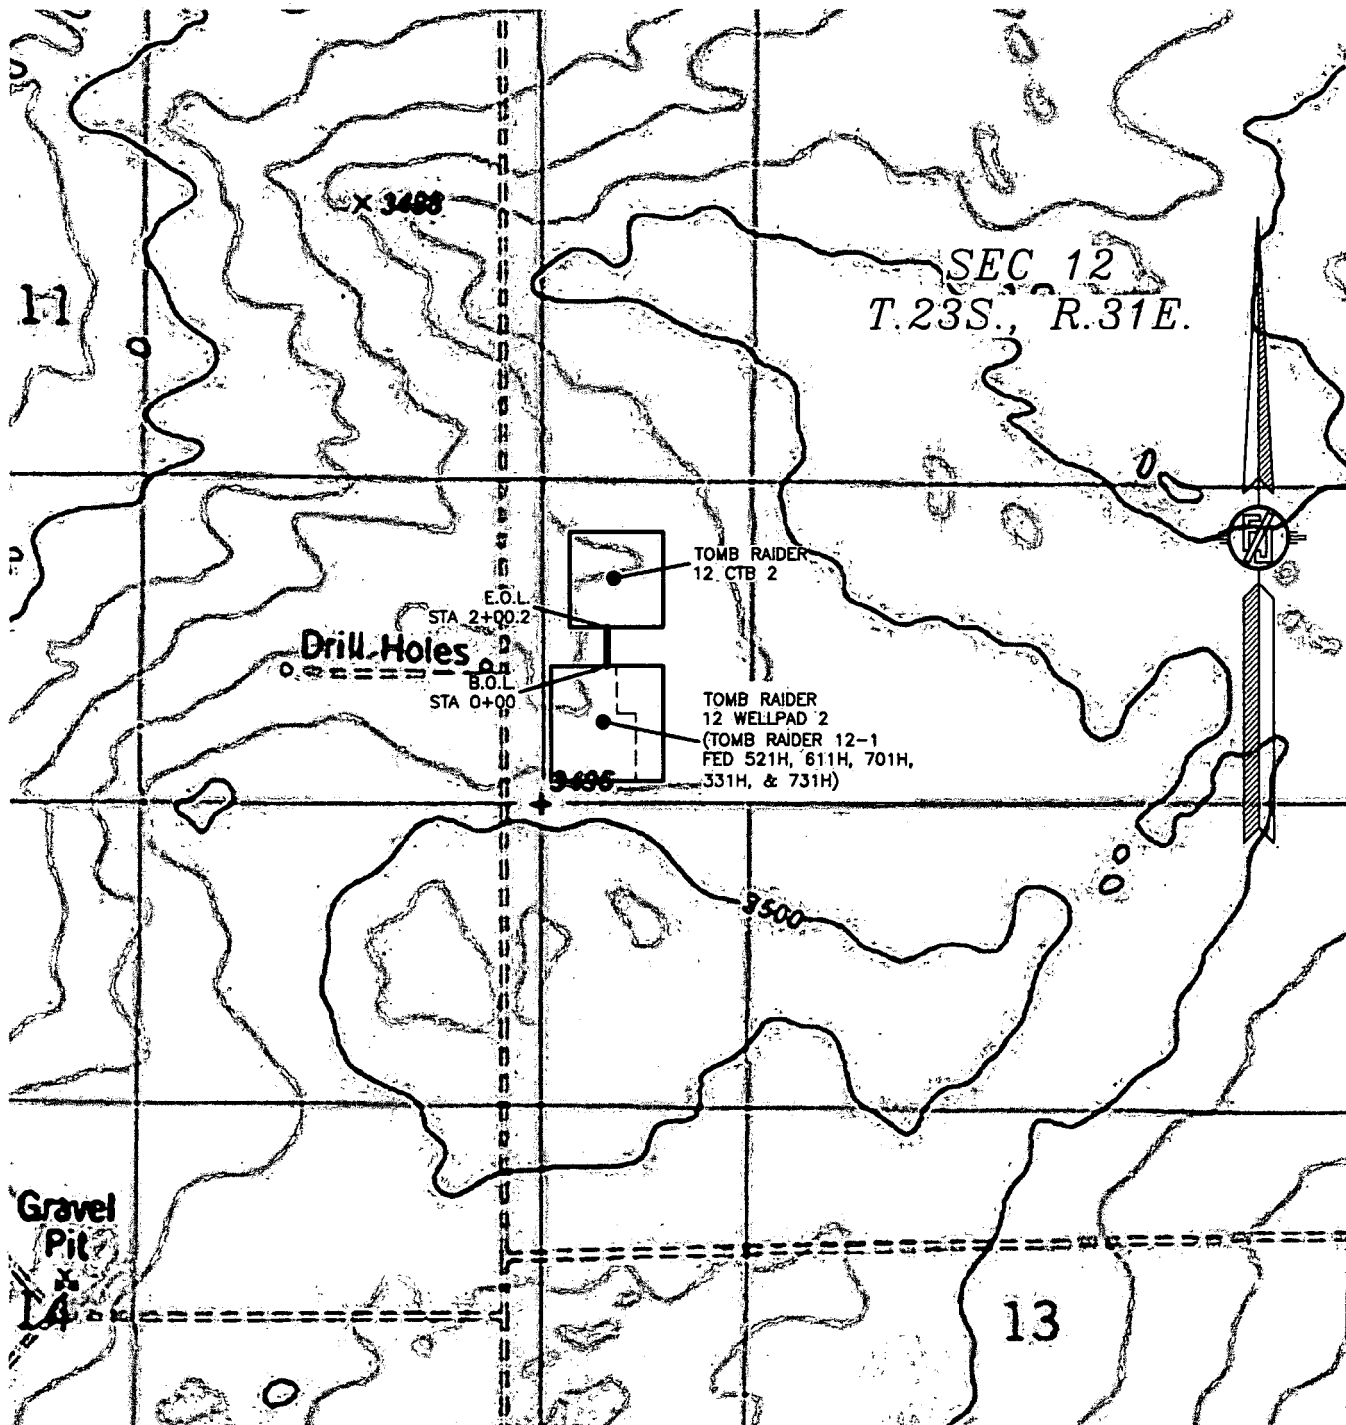 3498
SEC 12
T.23S., R.31E.
11
TOMB RAIDER
12 CTB 2
E.O.L.
STA 2+00.2
Drill Holes
B.O.L.
STA 0+00
TOMB RAIDER
12 WELLPAD 2
(TOMB RAIDER 12-1
FED 521H, 611H, 701H,
331H, & 731H)
3496
3500
Gravel
Pit
14
13